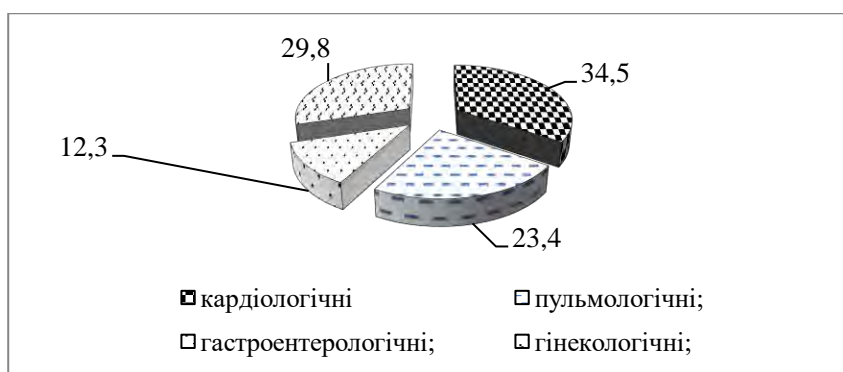 29,8
34,5
12,3
23,4
кардіологічні
пульмологічні;
гастроентерологічні;
гінекологічні;